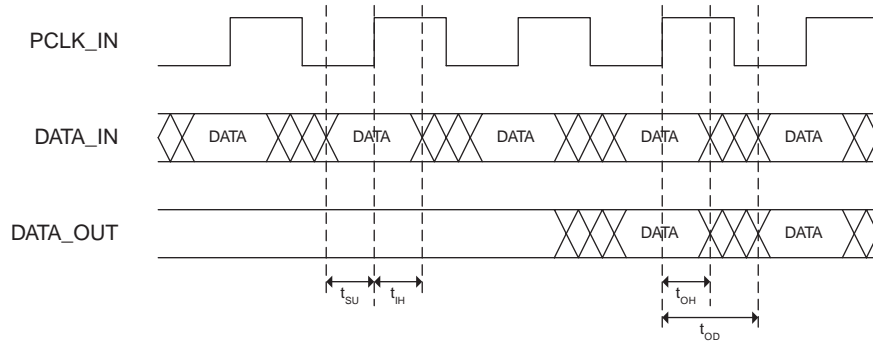 PCLK_IN
DATA_IN
DATA DATA DATA DATA DATA
DATA_OUT
DATA DATA
tSU tIH tOH
tOD